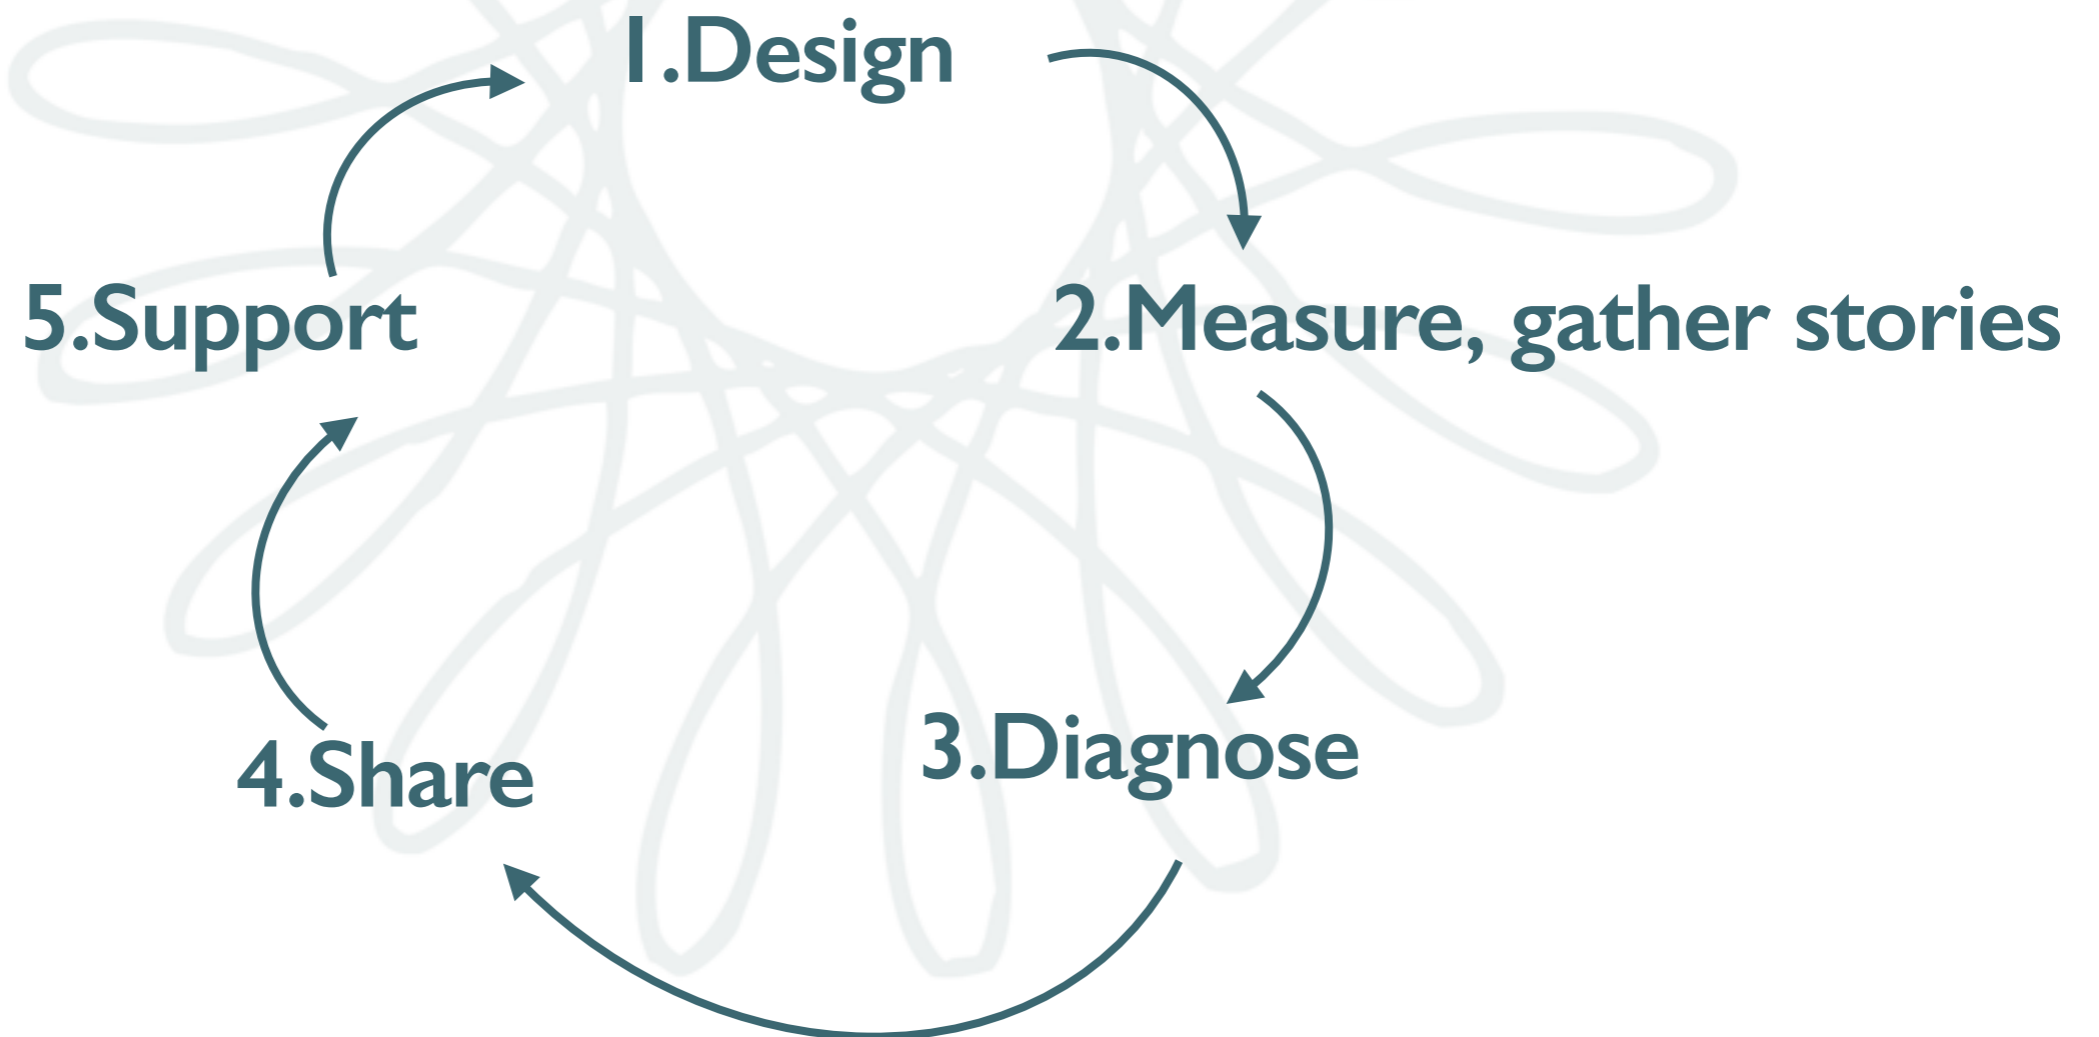 1.Design
2.Measure, gather stories
3.Diagnose
4.Share
5.Support